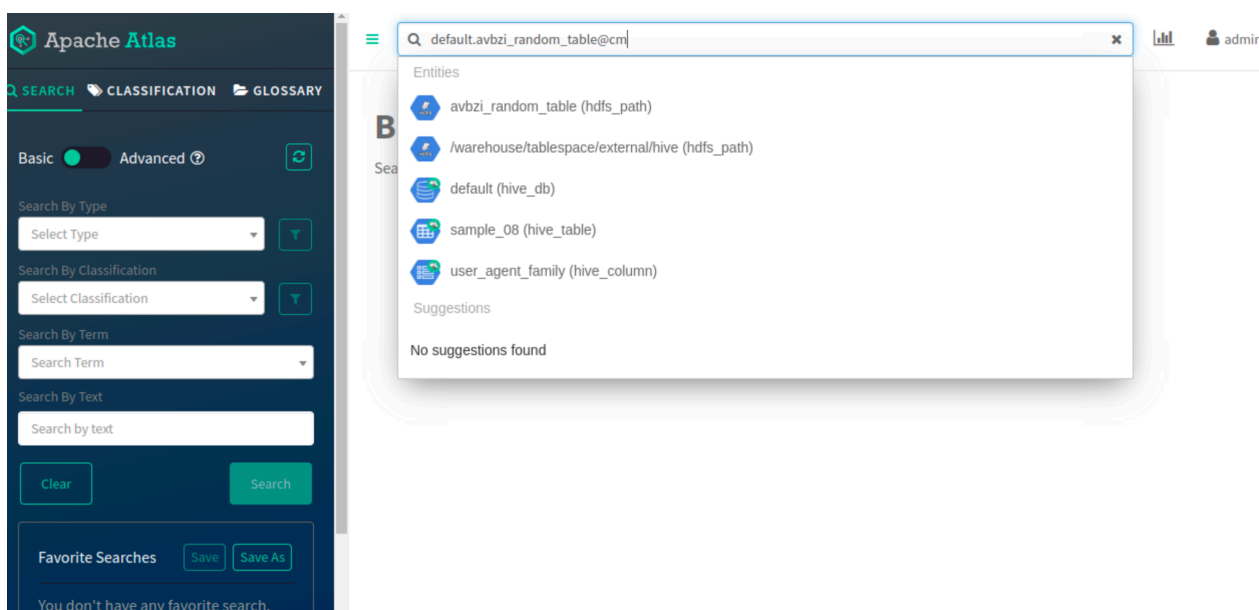 Apache Atlas
SEARCH CLASSIFICATION GLOSSARY
Basic Advanced
Search By Type
Select Type
Search By Classification
Select Classification
Search By Term
Search Term
Search By Text
Search by text
Clear Search
Favorite Searches Save Save As
You don't have any favorite search.
default.avbzi_random_table@cm
admin
B
Sea
Entities
avbzi_random_table (hdfs_path)
/warehouse/tablespace/external/hive (hdfs_path)
default (hive_db)
sample_08 (hive_table)
user_agent_family (hive_column)
Suggestions
No suggestions found